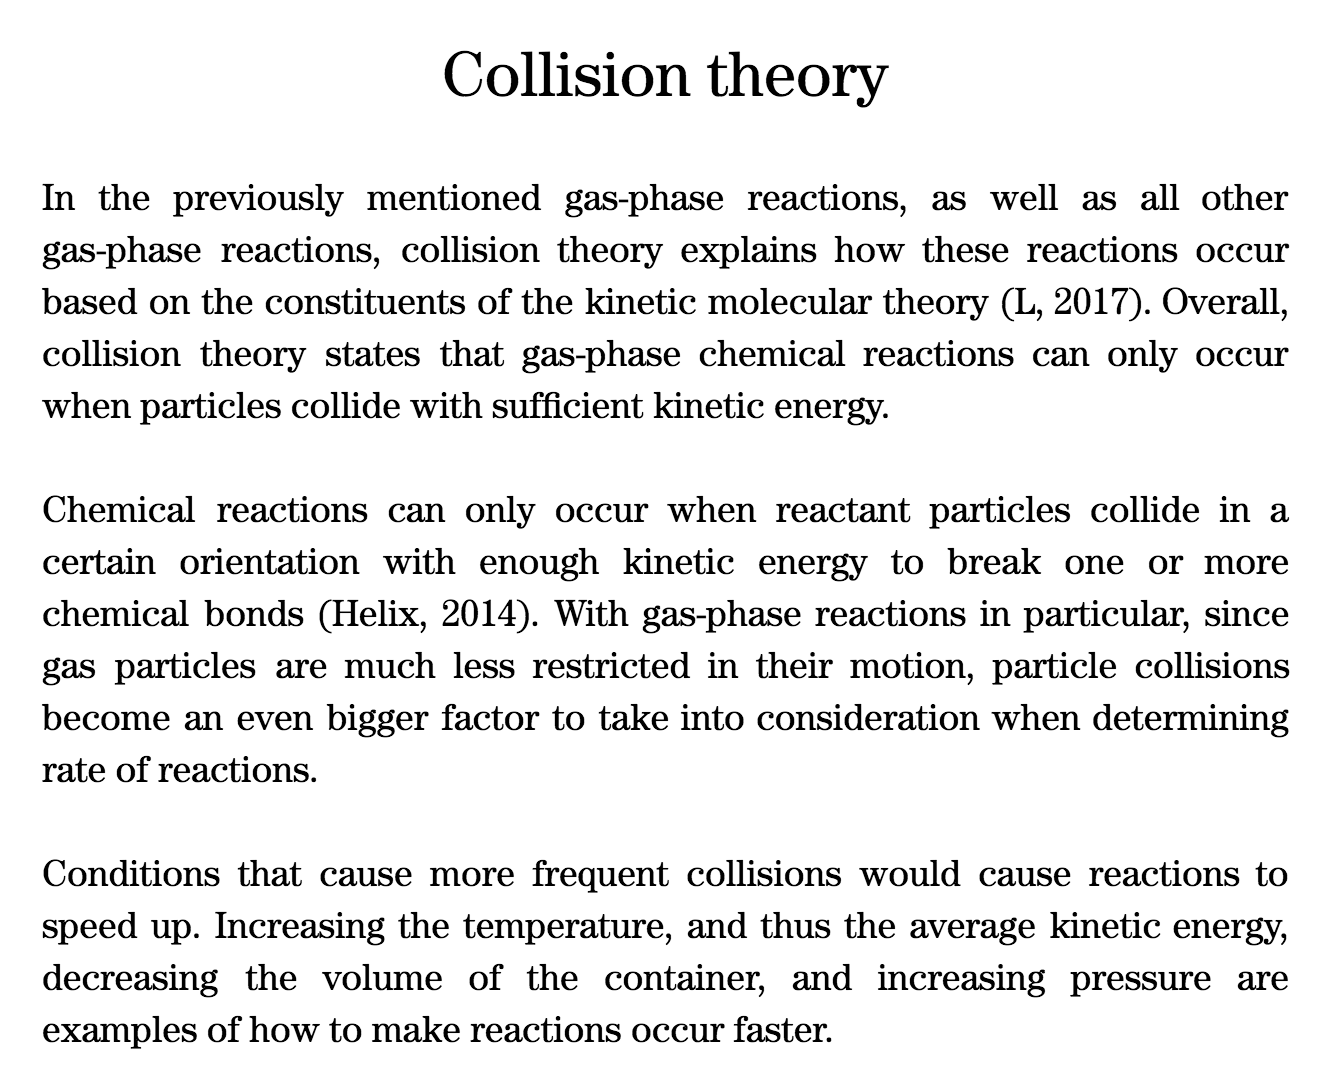 Collision theory
In the previously mentioned gas-phase reactions, as well as all other
gas-phase reactions, collision theory explains how these reactions occur
based on the constituents of the kinetic molecular theory (L, 2017). Overall,
collision theory states that gas-phase chemical reactions can only occur
when particles collide with sufficient kinetic energy.
Chemical reactions can only occur when reactant particles collide in a
certain orientation with enough kinetic energy to break one or more
chemical bonds (Helix, 2014). With gas-phase reactions in particular, since
gas particles are much less restricted in their motion, particle collisions
become an even bigger factor to take into consideration when determining
rate of reactions.
Conditions that cause more frequent collisions would cause reactions to
speed up. Increasing the temperature, and thus the average kinetic energy,
decreasing the volume of the container, and increasing pressure are
examples of how to make reactions occur faster.